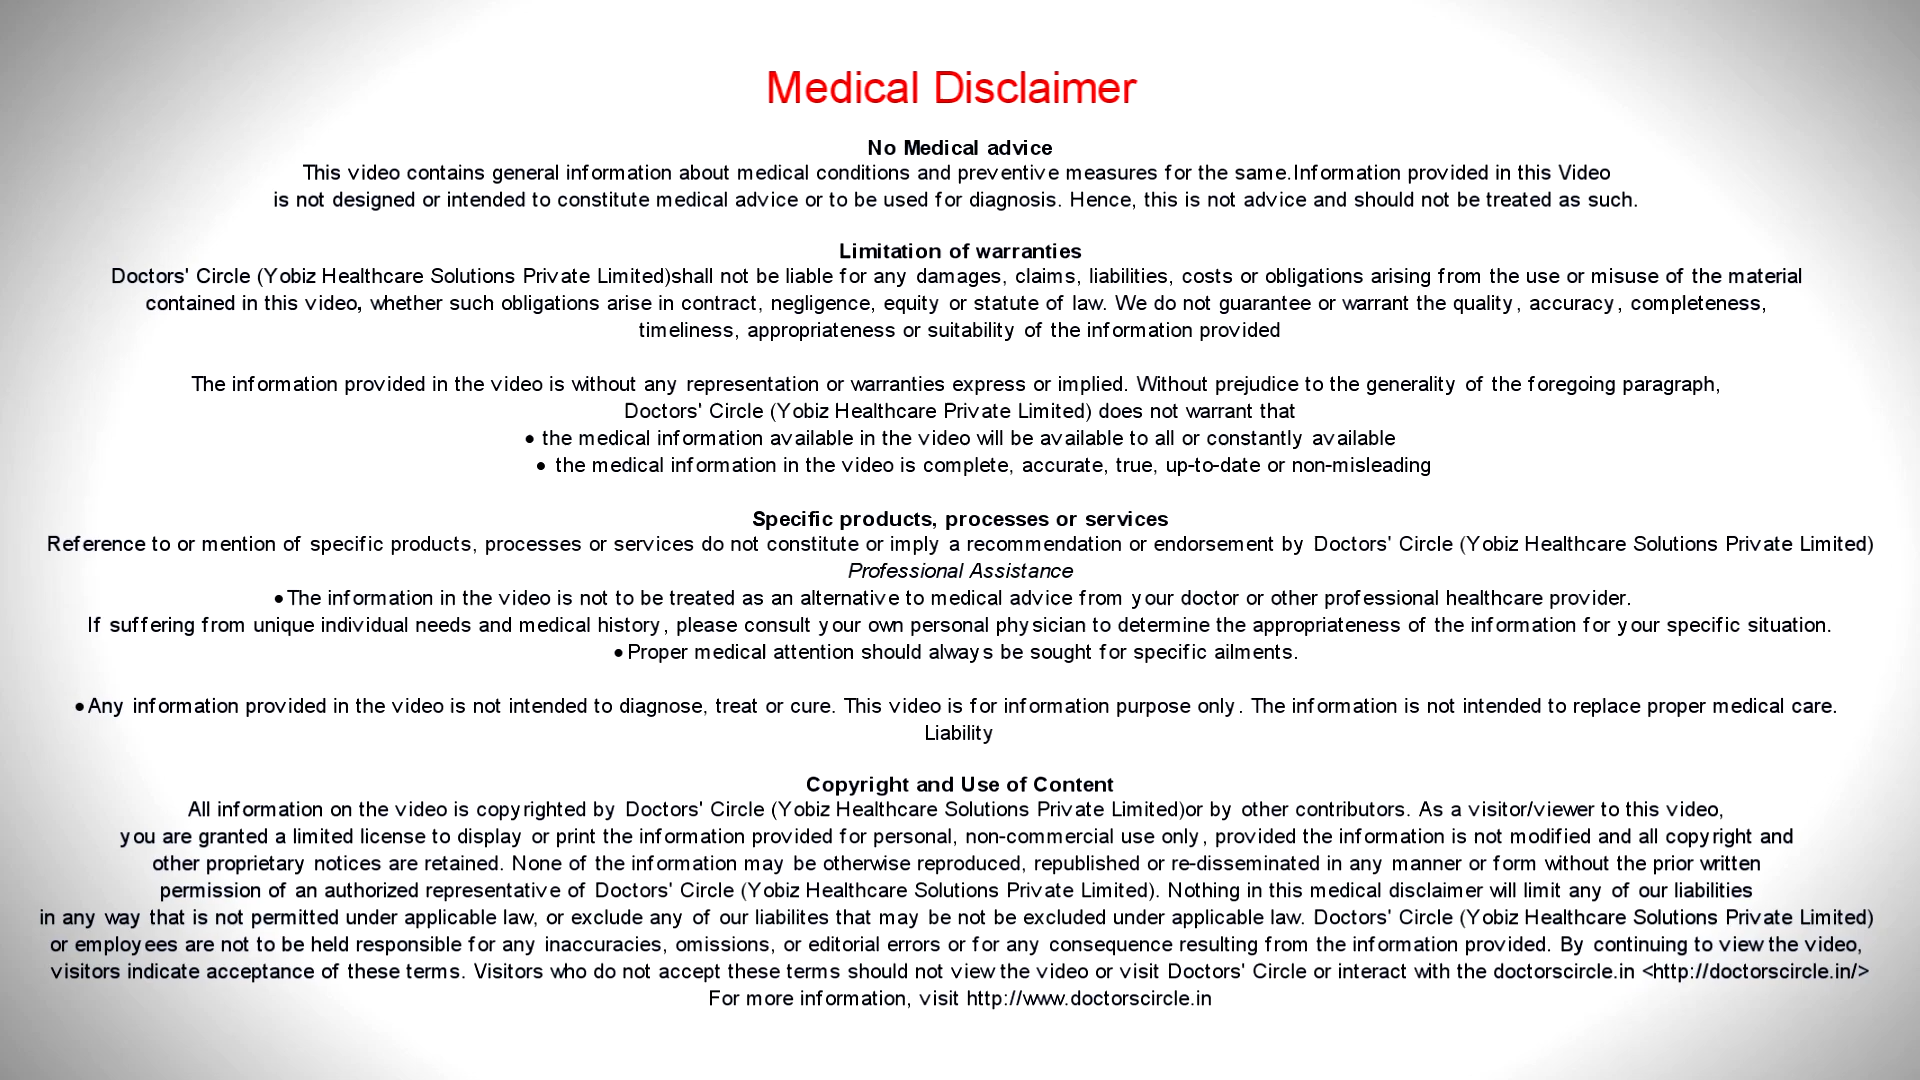 Medical Disclaimer
No Medical advice
This video contains general information about medical conditions and preventive measures for the same.Information provided in this Video
is not designed or intended to constitute medical advice or to be used for diagnosis. Hence, this is not advice and should not be treated as such.
Limitation of warranties
Doctors' Circle (Yobiz Healthcare Solutions Private Limited)shall not be liable for any damages, claims, liabilities, costs or obligations arising from the use or misuse of the material
contained in this video, whether such obligations arise in contract, negligence, equity or statute of law. We do not guarantee or warrant the quality, accuracy, completeness,
timeliness, appropriateness or suitability of the information provided
The information provided in the video is without any representation or warranties express or implied. Without prejudice to the generality of the foregoing paragraph,
Doctors' Circle (Yobiz Healthcare Private Limited) does not warrant that
• the medical information available in the video will be available to all or constantly available
• the medical information in the video is complete, accurate, true, up-to-date or non-misleading
Specific products, processes or services
Reference to or mention of specific products, processes or services do not constitute or imply a recommendation or endorsement by Doctors' Circle (Yobiz Healthcare Solutions Private Limited)
Professional Assistance
•The information in the video is not to be treated as an alternative to medical advice from your doctor or other professional healthcare provider.
If suffering from unique individual needs and medical history, please consult your own personal physician to determine the appropriateness of the information for your specific situation.
•Proper medical attention should always be sought for specific ailments.
•Any information provided in the video is not intended to diagnose, treat or cure. This video is for information purpose only. The information is not intended to replace proper medical care.
Liability
Copyright and Use of Content
All information on the video is copyrighted by Doctors' Circle (Yobiz Healthcare Solutions Private Limited)or by other contributors. As a visitor/viewer to this video,
you are granted a limited license to display or print the information provided for personal, non-commercial use only, provided the information is not modified and all copyright and
other proprietary notices are retained. None of the information may be otherwise reproduced, republished or re-disseminated in any manner or form without the prior written
permission of an authorized representative of Doctors' Circle (Yobiz Healthcare Solutions Private Limited). Nothing in this medical disclaimer will limit any of our liabilities
in any way that is not permitted under applicable law, or exclude any of our liabilites that may be not be excluded under applicable law. Doctors' Circle (Yobiz Healthcare Solutions Private Limited)
or employees are not to be held responsible for any inaccuracies, omissions, or editorial errors or for any consequence resulting from the information provided. By continuing to view the video,
visitors indicate acceptance of these terms. Visitors who do not accept these terms should not view the video or visit Doctors' Circle or interact with the doctorscircle.in <http://doctorscircle.in/>
For more information, visit http://www.doctorscircle.in